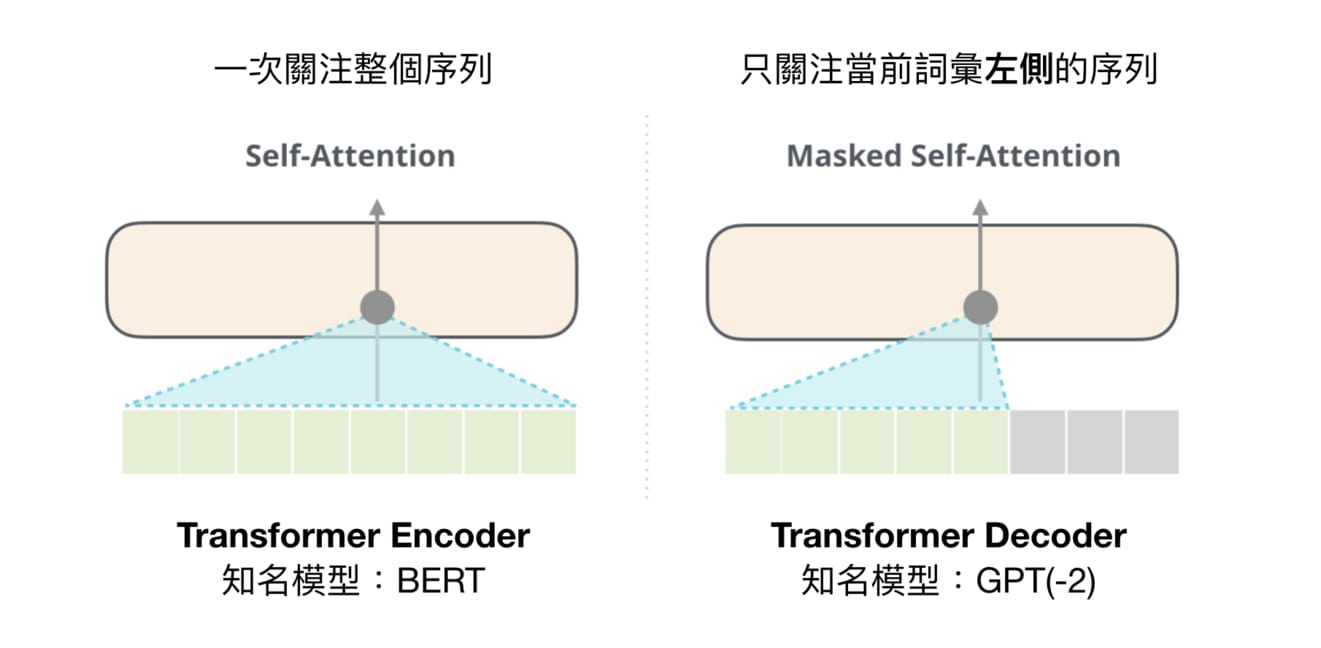 一次關注整個序列
Self-Attention
Transformer Encoder
知名模型：BERT
只關注當前詞彙左側的序列
Masked Self-Attention
Transformer Decoder
知名模型：GPT(-2)